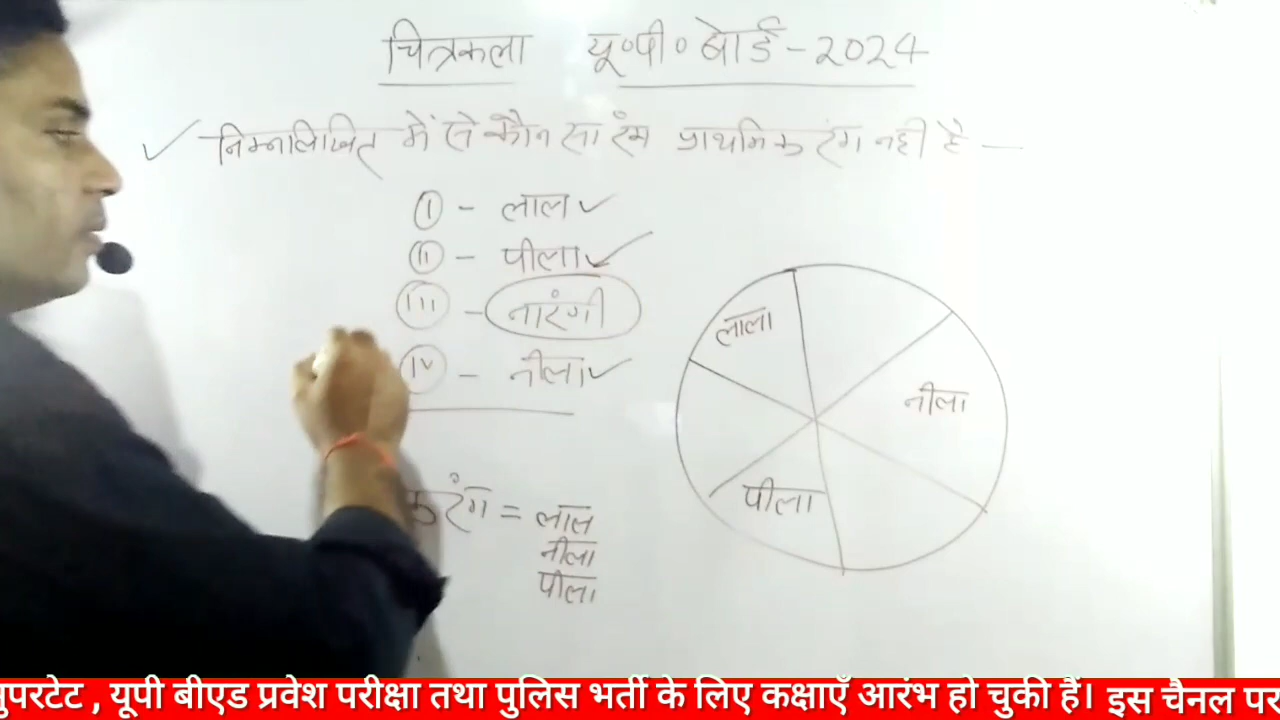 चित्रकला यू०पी० बोर्ड - 2024
✓ निम्नलिखित में से कौन सा रंग प्राथमिक रंग नही है —
(I) - लाल ✓
(II) - पीला ✓
(III) - नारंगी
(IV) - नीला ✓
लाला
नीला
पीला
क रंग = लाल
नीला
पीला
सुपरटेट , यूपी बीएड प्रवेश परीक्षा तथा पुलिस भर्ती के लिए कक्षाएँ आरंभ हो चुकी हैं। इस चैनल पर